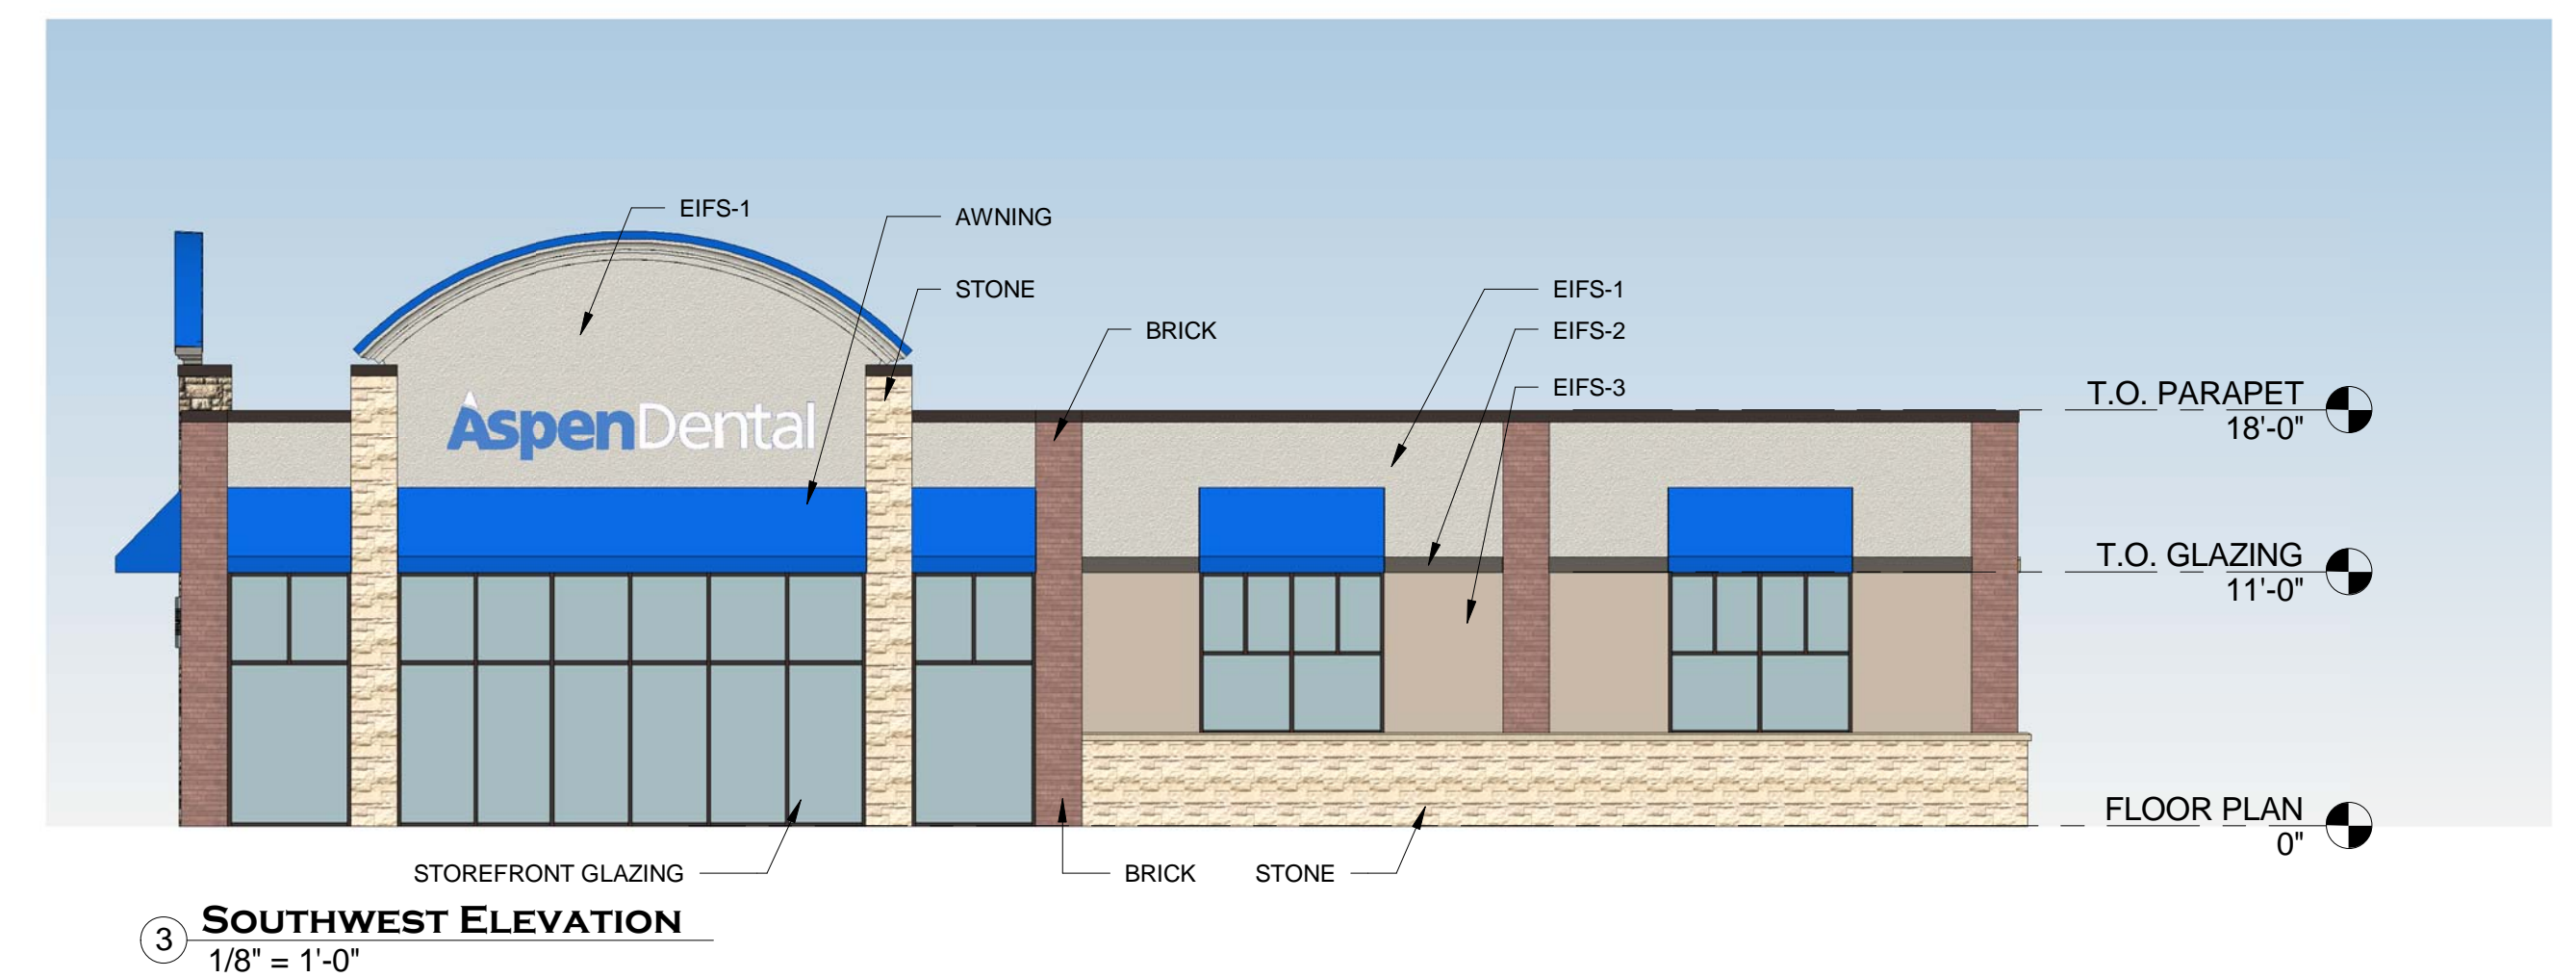 EIFS-1
AWNING
STONE
BRICK
EIFS-1
EIFS-2
EIFS-3
AspenDental
T.O. PARAPET
18'-0"
T.O. GLAZING
11'-0"
FLOOR PLAN
0"
STOREFRONT GLAZING
BRICK
STONE
3
SOUTHWEST ELEVATION
1/8" = 1'-0"